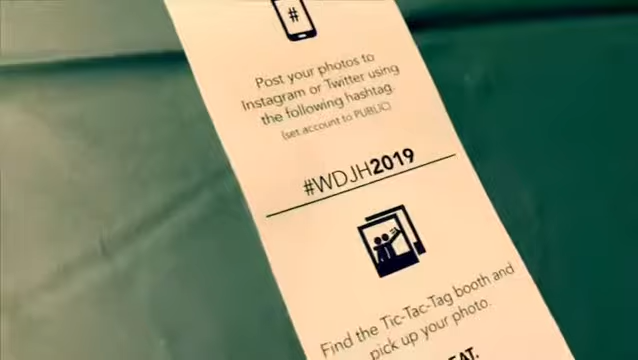 #
Post your photos to
Instagram or Twitter using
the following hashtag.
(set account to PUBLIC)
#WDJH2019
Find the Tic-Tac-Tag booth and
pick up your photo.